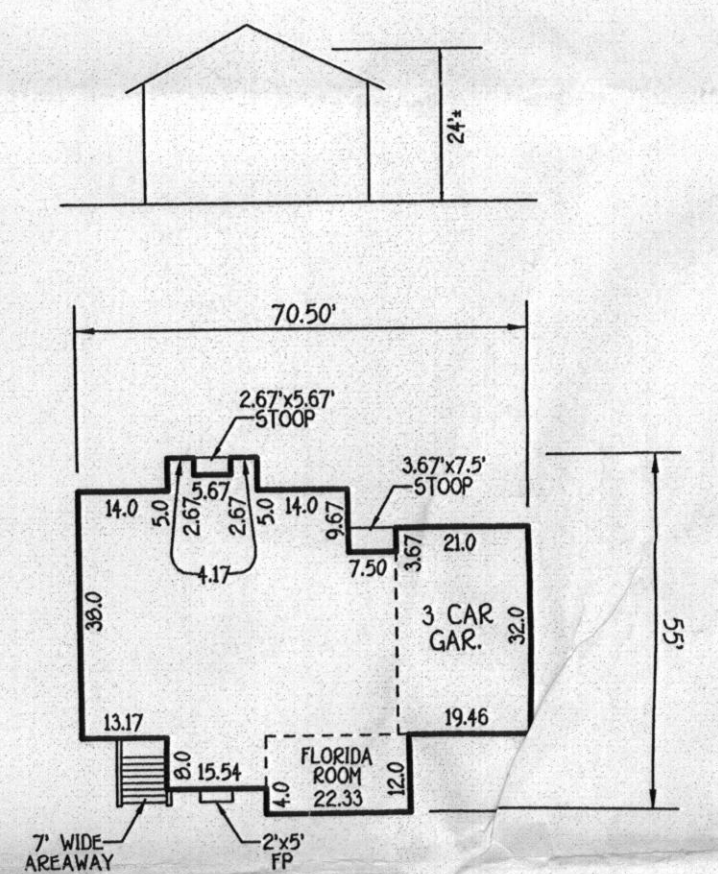 24'±
70.50'
2.67'x5.67'
STOOP
3.67'x7.5'
STOOP
14.0
5.0
2.67
5.67
2.67
5.0
14.0
9.67
7.50
3.67
21.0
4.17
38.0
3 CAR
GAR.
32.0
55'
13.17
19.46
8.0
15.54
FLORIDA
ROOM
4.0
22.33
12.0
7' WIDE
AREAWAY
2'x5'
FP